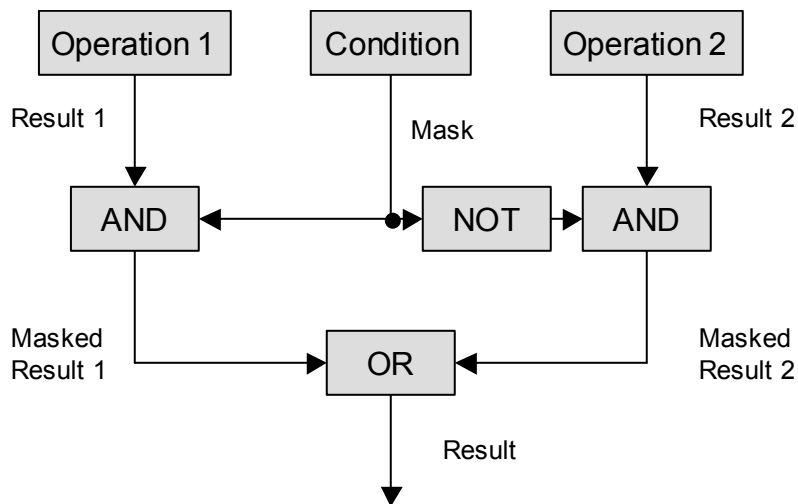 Operation 1
Condition
Operation 2
Result 1
Mask
Result 2
AND
NOT
AND
Masked
Result 1
OR
Masked
Result 2
Result